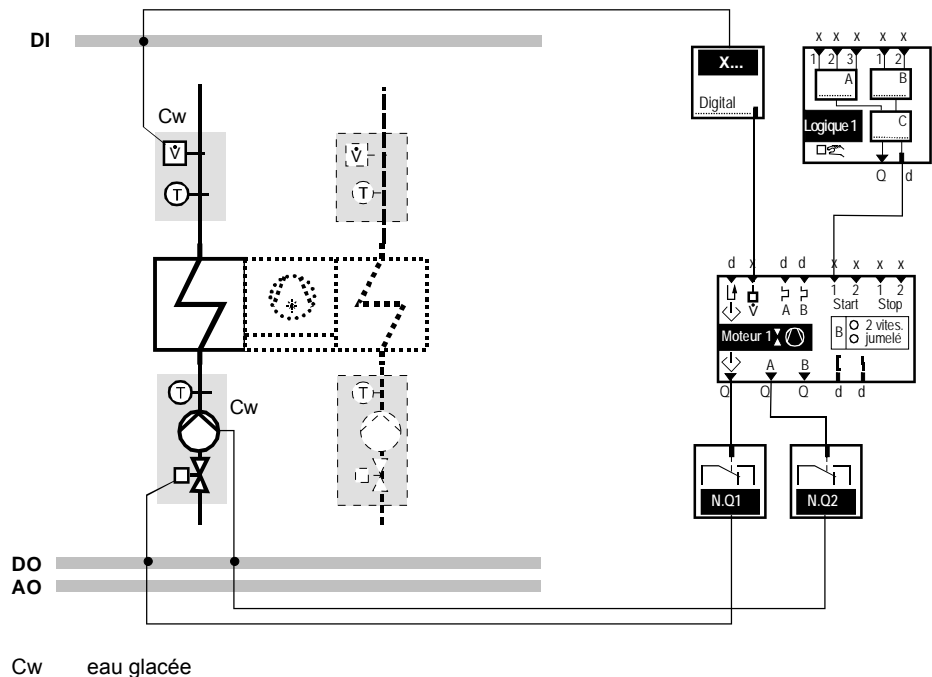 DI
X...
Digital
x x x x x
1 2 3 1 2
A B
Logique 1
C
Q d
Cw
V̇ V̇
T T
d x d d x x x x
1 2 1 2
V̇ A B Start Stop
Moteur 1
B 2 vites.
jumelé
A B
Q Q Q d d
T T
Cw
N.Q1 N.Q2
DO
AO
Cw eau glacée